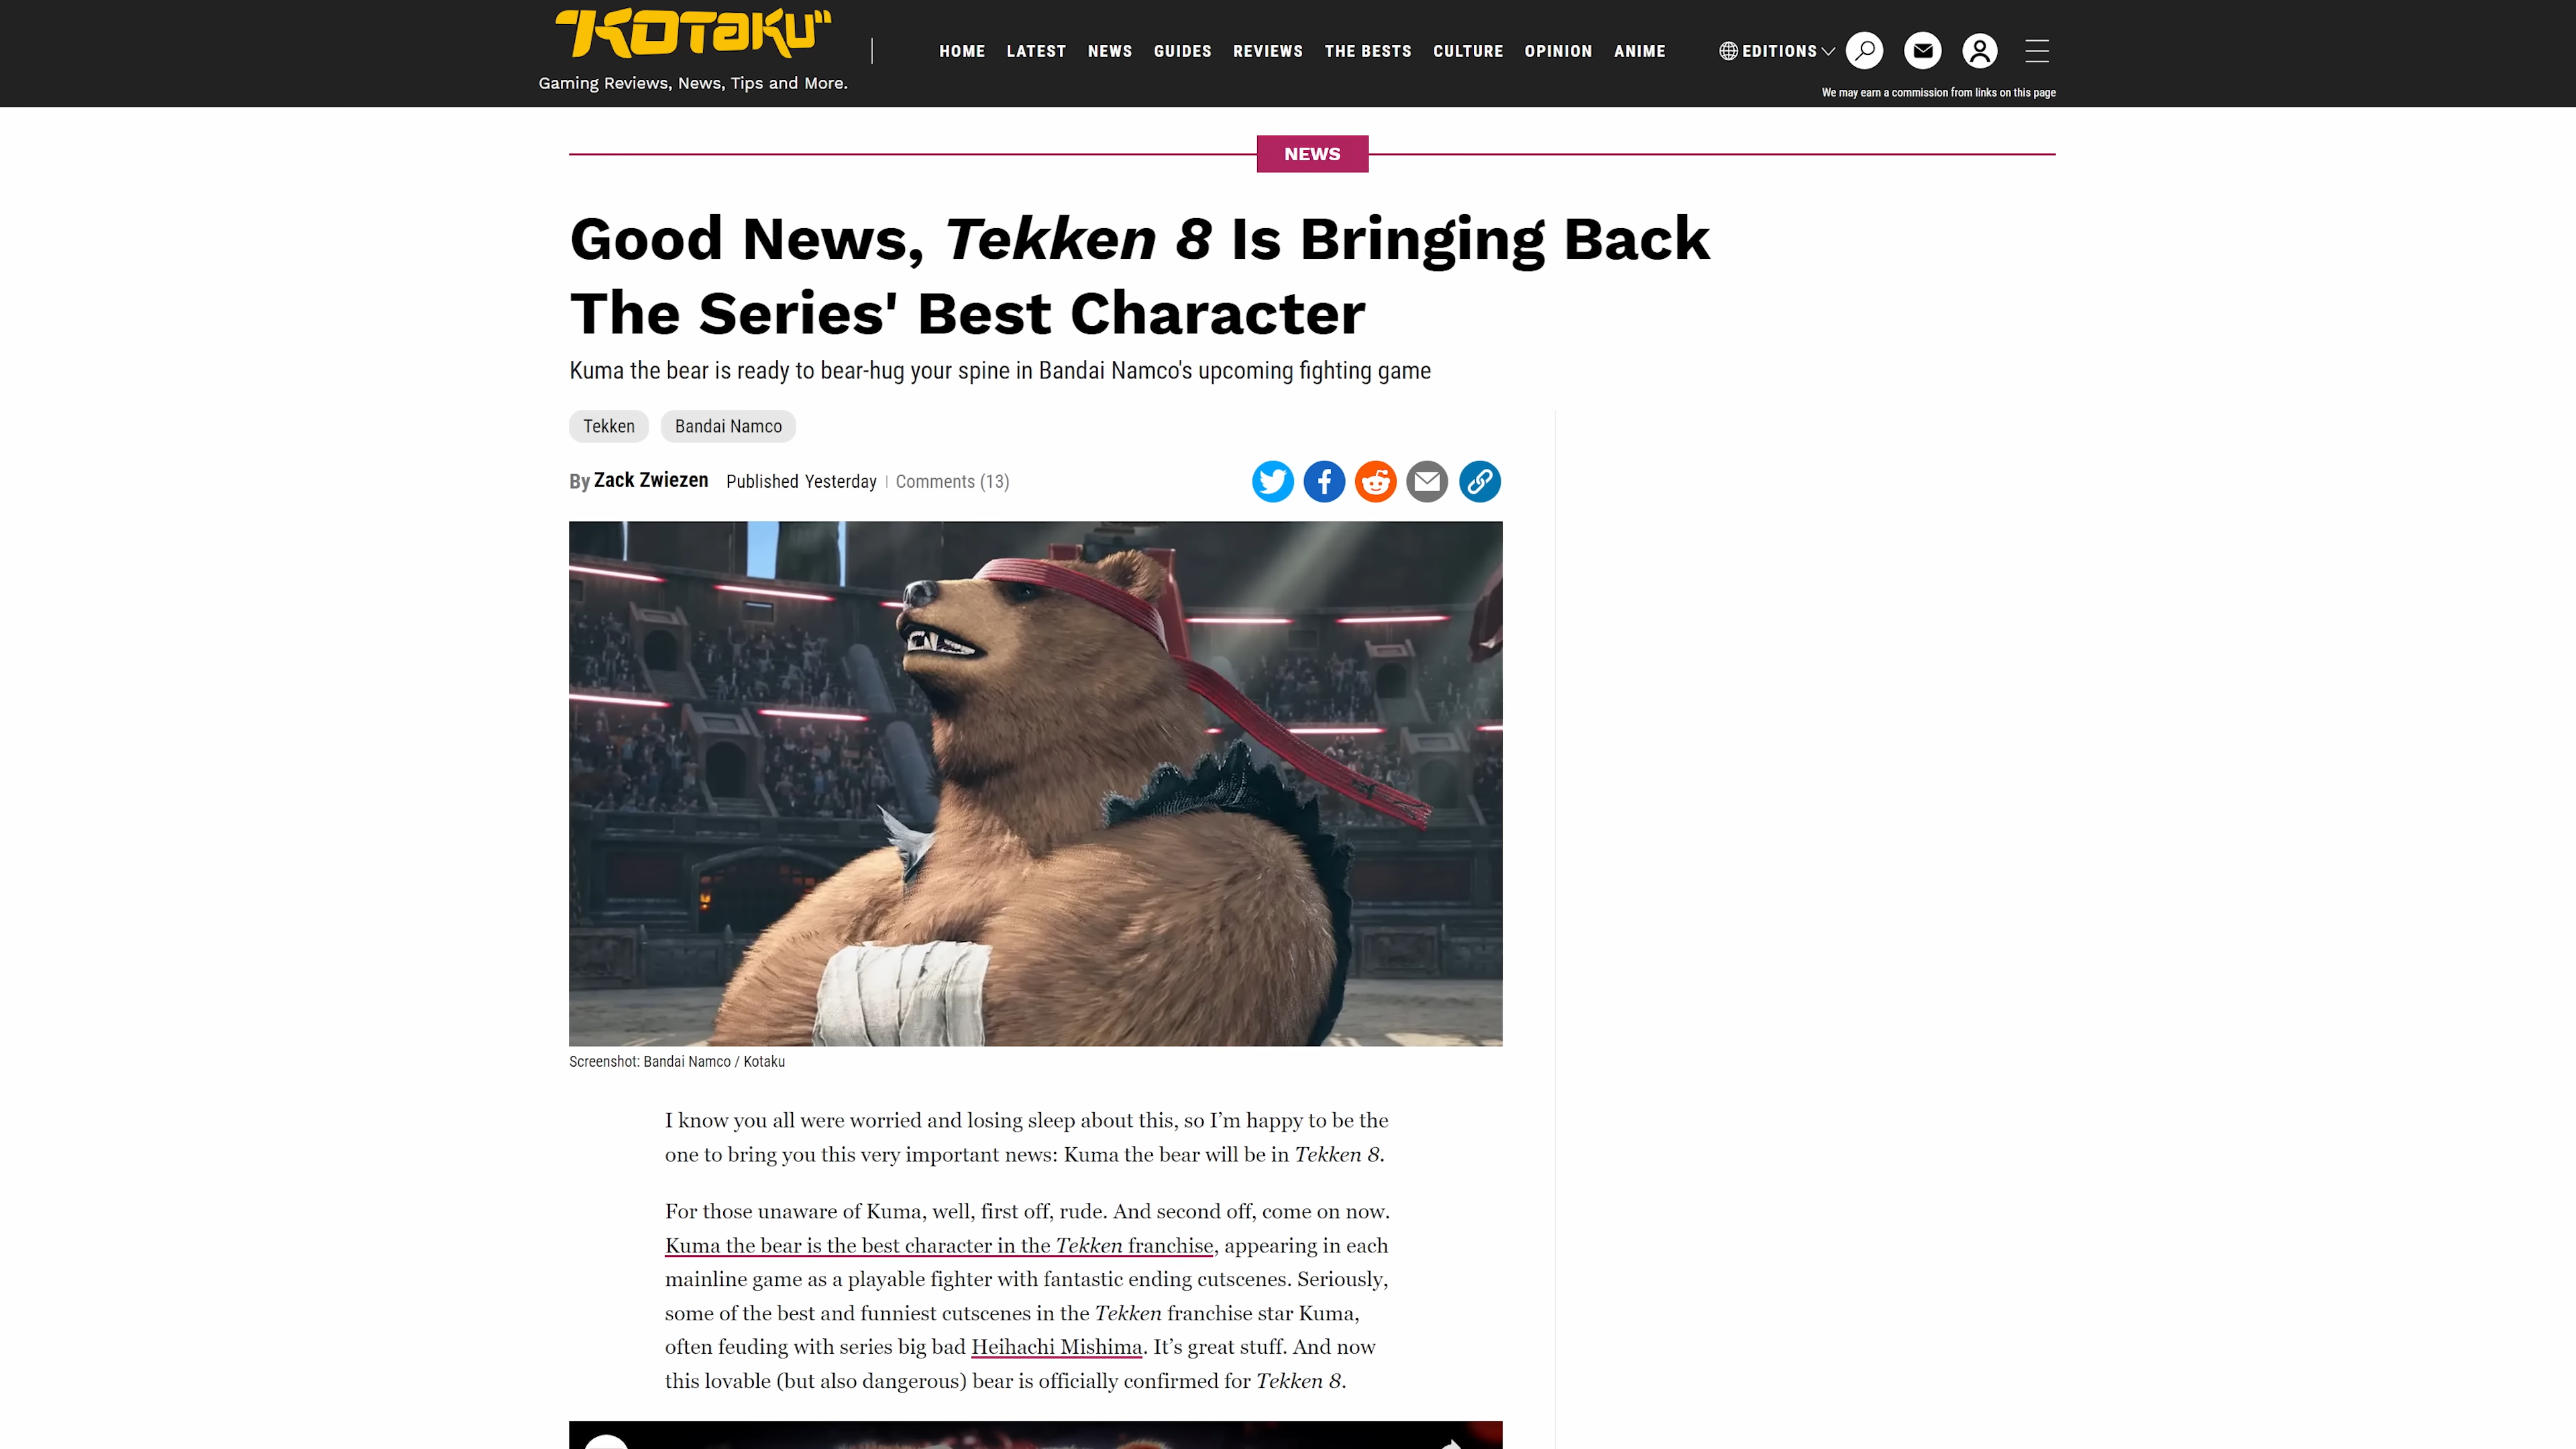 KOTAKU
Gaming Reviews, News, Tips and More.
HOME LATEST NEWS GUIDES REVIEWS THE BESTS CULTURE OPINION ANIME EDITIONS
We may earn a commission from links on this page
NEWS
Good News, Tekken 8 Is Bringing Back
The Series' Best Character
Kuma the bear is ready to bear-hug your spine in Bandai Namco's upcoming fighting game
Tekken Bandai Namco
By Zack Zwiezen Published Yesterday | Comments (13)
Screenshot: Bandai Namco / Kotaku
I know you all were worried and losing sleep about this, so I’m happy to be the
one to bring you this very important news: Kuma the bear will be in Tekken 8.
For those unaware of Kuma, well, first off, rude. And second off, come on now.
Kuma the bear is the best character in the Tekken franchise, appearing in each
mainline game as a playable fighter with fantastic ending cutscenes. Seriously,
some of the best and funniest cutscenes in the Tekken franchise star Kuma,
often feuding with series big bad Heihachi Mishima. It’s great stuff. And now
this lovable (but also dangerous) bear is officially confirmed for Tekken 8.